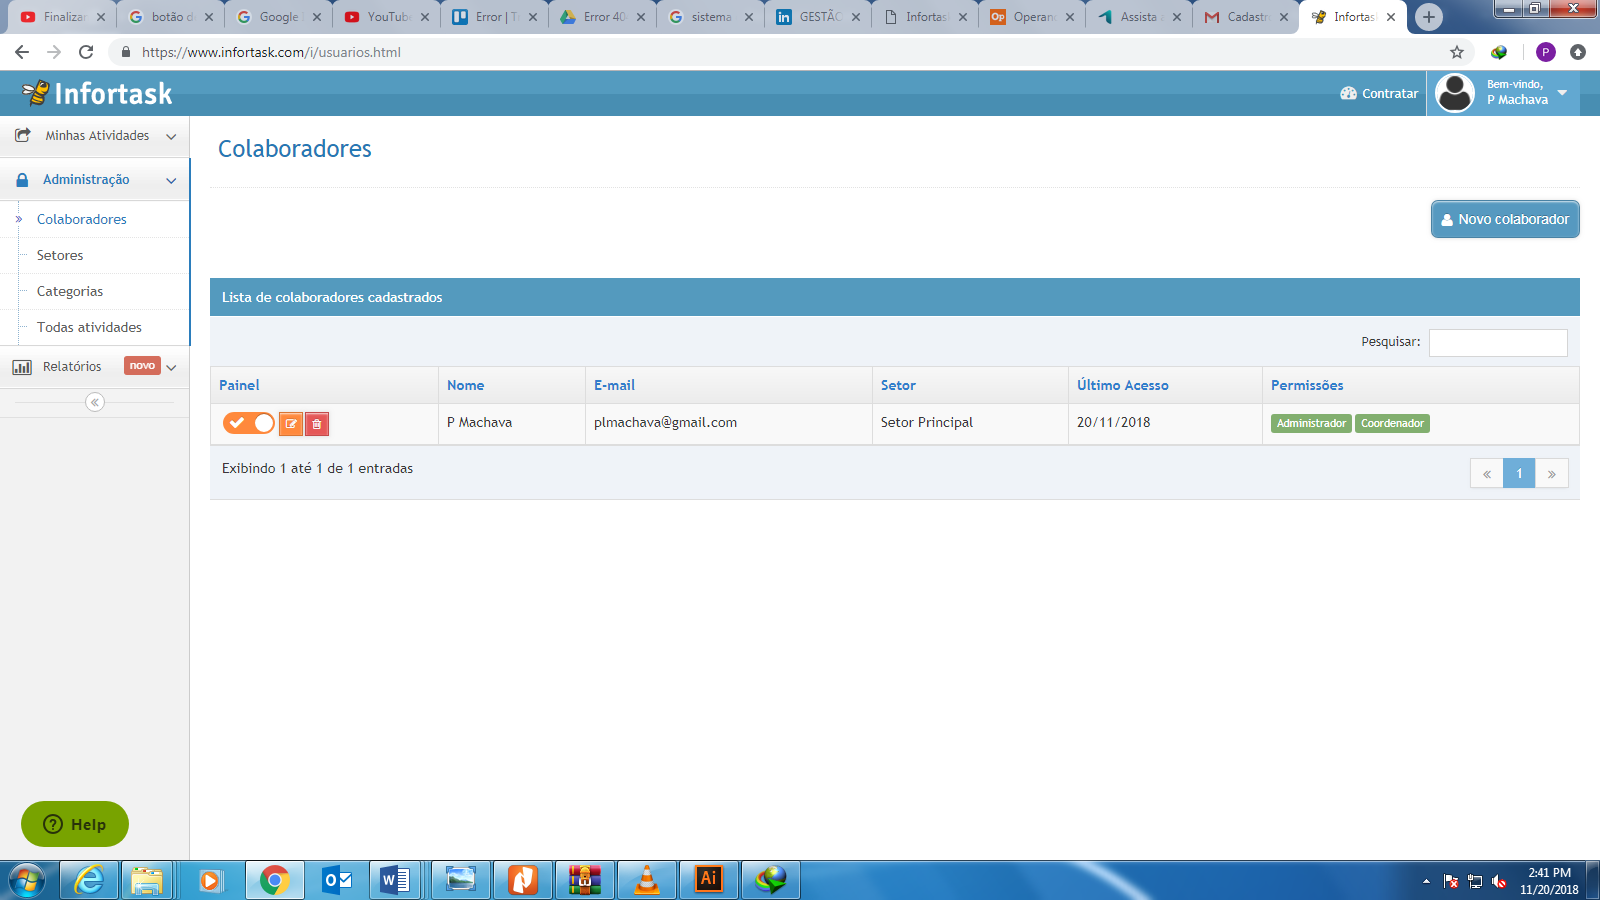 Finalizar
botão d
Google
YouTub
Error | T
Error 40
sistema
GESTÃO
Infortas
Operan
Assista
Cadastr
Infortas
https://www.infortask.com/i/usuarios.html
P
Infortask
Contratar
Bem-vindo,
P Machava
Minhas Atividades
Administração
Colaboradores
Setores
Categorias
Todas atividades
Relatórios novo
Colaboradores
Novo colaborador
Lista de colaboradores cadastrados
Pesquisar:
Painel Nome E-mail Setor Último Acesso Permissões
P Machava plmachava@gmail.com Setor Principal 20/11/2018 Administrador Coordenador
Exibindo 1 até 1 de 1 entradas
« 1 »
Help
2:41 PM
11/20/2018